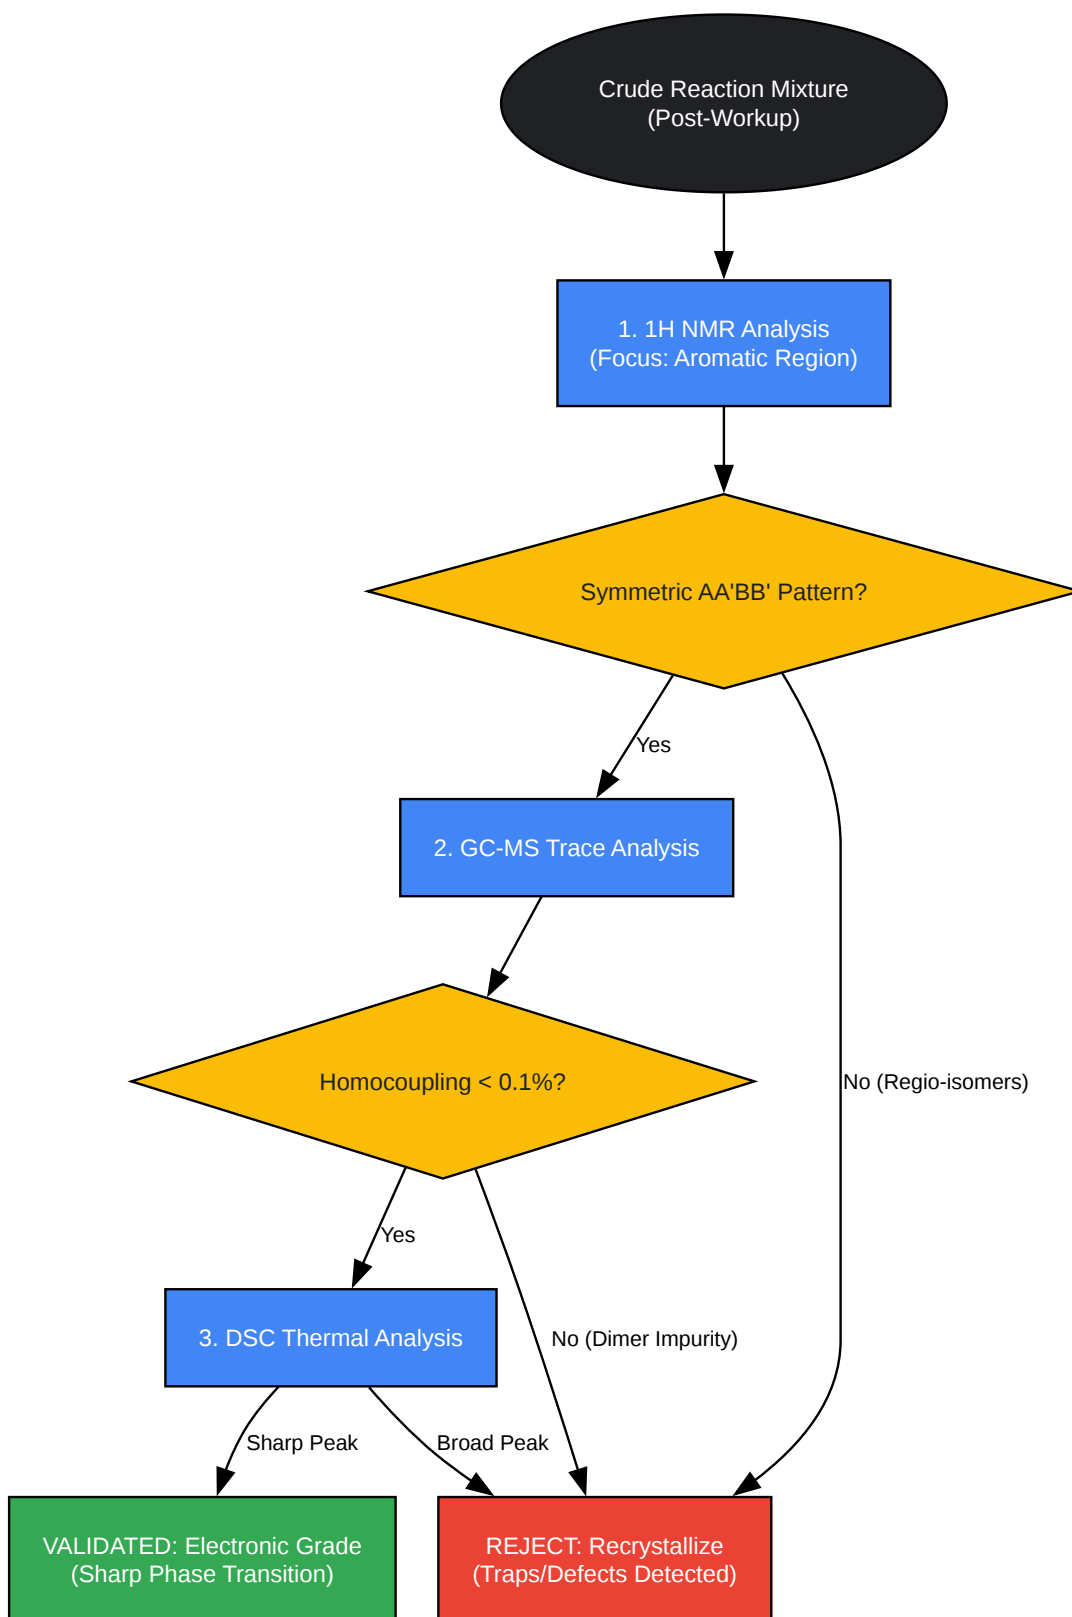 Crude Reaction Mixture
(Post-Workup)
1. 1H NMR Analysis
(Focus: Aromatic Region)
Symmetric AA'BB' Pattern?
Yes
2. GC-MS Trace Analysis
Homocoupling < 0.1%?
No (Regio-isomers)
Yes
3. DSC Thermal Analysis
No (Dimer Impurity)
Sharp Peak
Broad Peak
VALIDATED: Electronic Grade
(Sharp Phase Transition)
REJECT: Recrystallize
(Traps/Defects Detected)